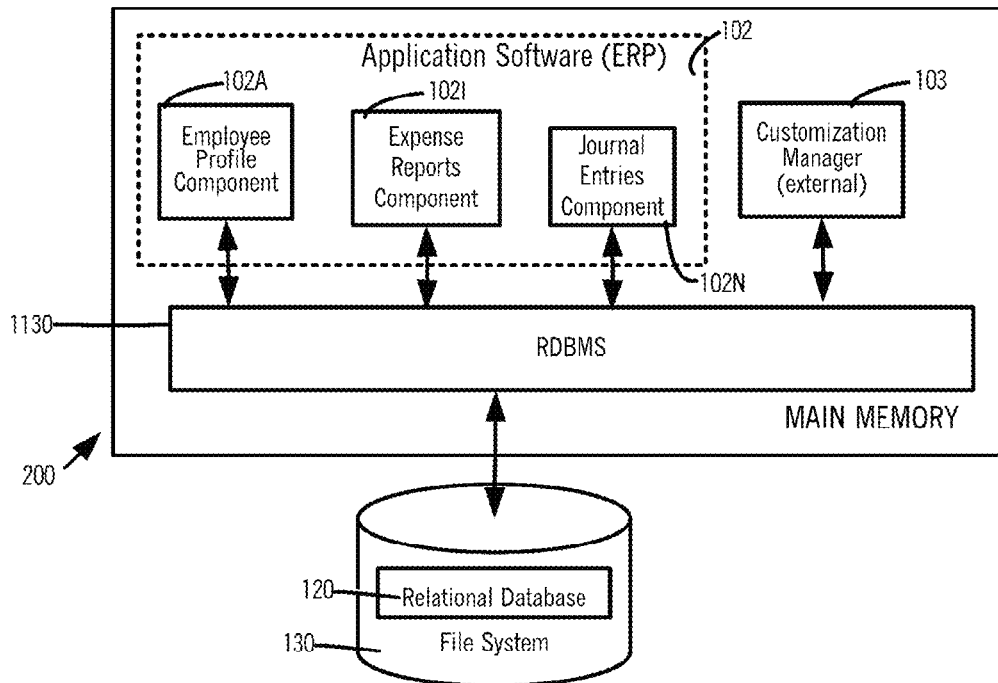 Application Software (ERP)
102
102A
102I
103
Employee
Profile
Component
Expense
Reports
Component
Journal
Entries
Component
Customization
Manager
(external)
102N
1130
RDBMS
MAIN MEMORY
200
120
Relational Database
130
File System